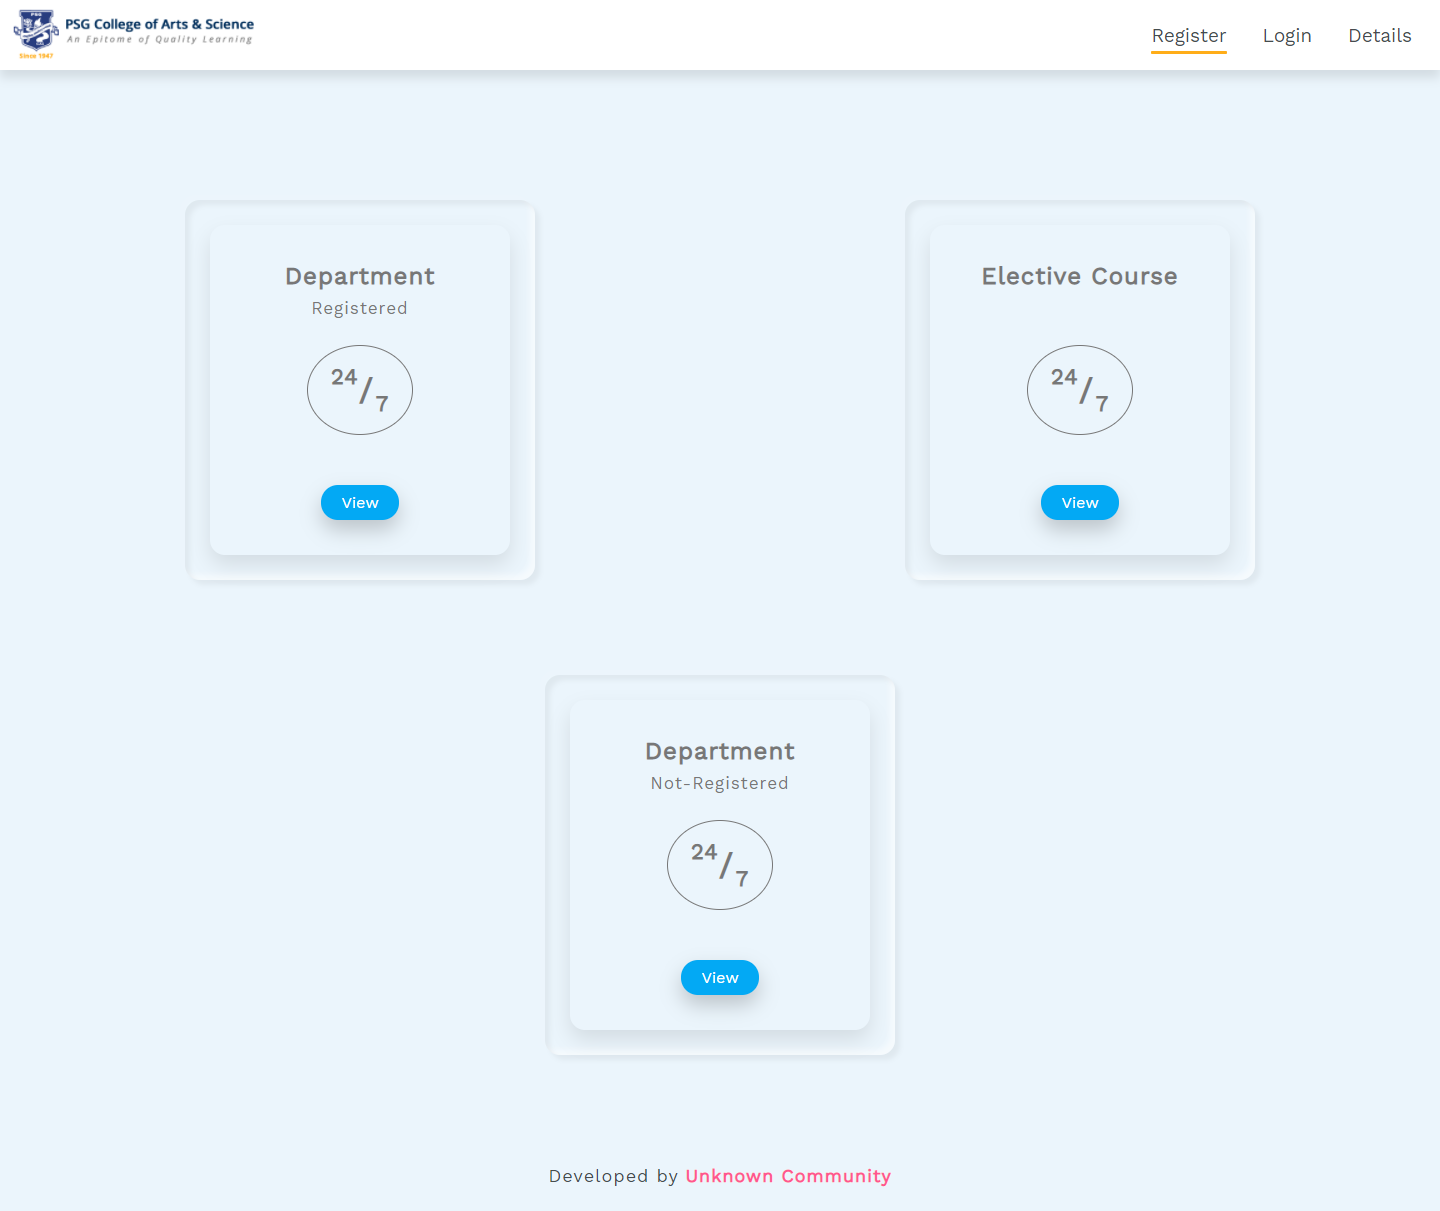 PSG
PSG College of Arts & Science
An Epitome of Quality Learning
Since 1947
Register
Login
Details
Department
Registered
24/7
View
Elective Course
24/7
View
Department
Not-Registered
24/7
View
Developed by Unknown Community